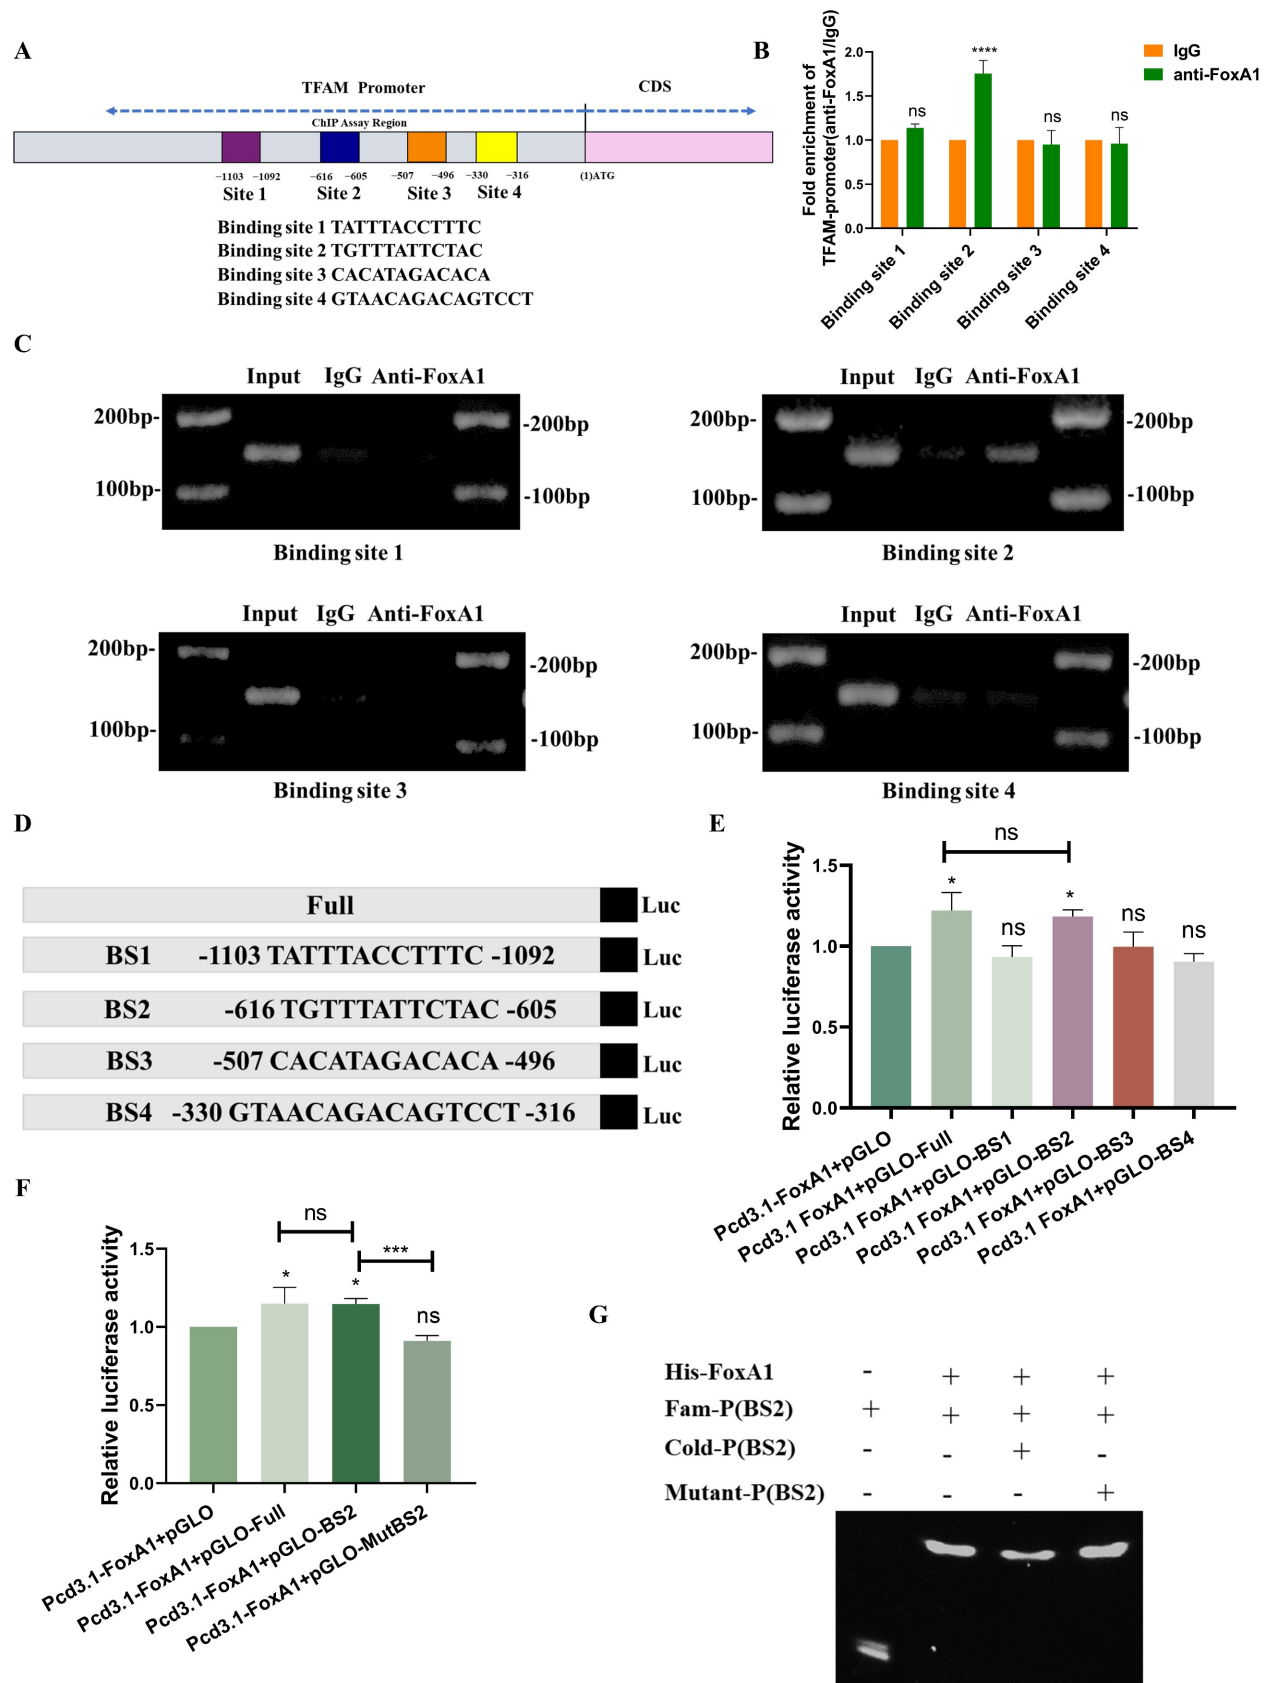 A
TFAM Promoter
CDS
ChIP Assay Region
−1103 −1092 −616 −605 −507 −496 −330 −316 (1)ATG
Site 1 Site 2 Site 3 Site 4
Binding site 1 TATTTACCTTTC
Binding site 2 TGTTTATTCTAC
Binding site 3 CACATAGACACA
Binding site 4 GTAACAGACAGTCCT
B
Fold enrichment of
TFAM-promoter(anti-FoxA1/IgG)
2.0
1.5
1.0
0.5
0.0
ns **** ns ns
IgG
anti-FoxA1
Binding site 1
Binding site 2
Binding site 3
Binding site 4
C
Input IgG Anti-FoxA1
200bp- -200bp
100bp- -100bp
Binding site 1
Input IgG Anti-FoxA1
200bp- -200bp
100bp- -100bp
Binding site 2
Input IgG Anti-FoxA1
200bp- -200bp
100bp- -100bp
Binding site 3
Input IgG Anti-FoxA1
200bp- -200bp
100bp- -100bp
Binding site 4
D
Full Luc
BS1 -1103 TATTTACCTTTC -1092 Luc
BS2 -616 TGTTTATTCTAC -605 Luc
BS3 -507 CACATAGACACA -496 Luc
BS4 -330 GTAACAGACAGTCCT -316 Luc
E
Relative luciferase activity
1.5
1.0
0.5
0.0
ns
* ns * ns ns
Pcd3.1-FoxA1+pGLO
Pcd3.1 FoxA1+pGLO-Full
Pcd3.1 FoxA1+pGLO-BS1
Pcd3.1 FoxA1+pGLO-BS2
Pcd3.1 FoxA1+pGLO-BS3
Pcd3.1 FoxA1+pGLO-BS4
F
Relative luciferase activity
1.5
1.0
0.5
0.0
ns
***
* * ns
Pcd3.1-FoxA1+pGLO
Pcd3.1-FoxA1+pGLO-Full
Pcd3.1-FoxA1+pGLO-BS2
Pcd3.1-FoxA1+pGLO-MutBS2
G
His-FoxA1 - + + +
Fam-P(BS2) + + + +
Cold-P(BS2) - - + -
Mutant-P(BS2) - - - +